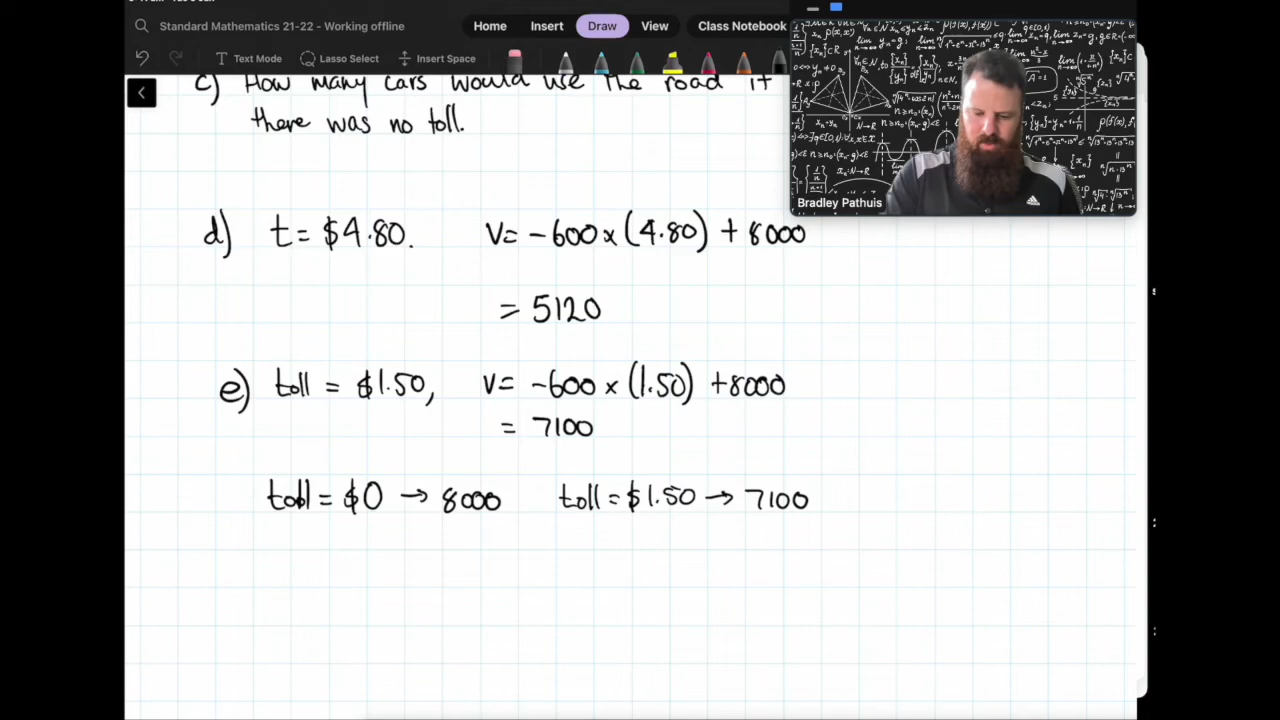 Standard Mathematics 21-22 - Working offline
Home Insert Draw View Class Notebook
Text Mode Lasso Select Insert Space
c) How many cars would use the road if
there was no toll.
d) t = $4.80. V= -600 x (4.80) + 8000
= 5120
e) toll = $1.50, V= -600 x (1.50) +8000
= 7100
toll = $0 → 8000 toll = $1.50 → 7100
Bradley Pathuis